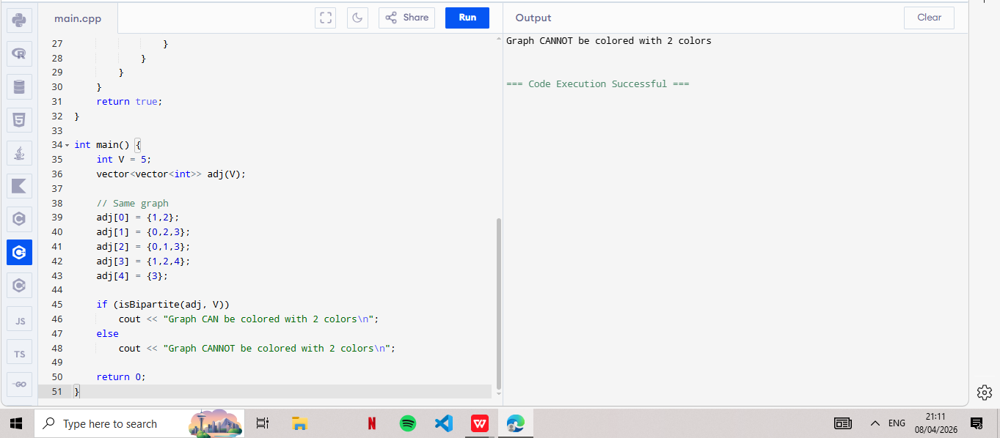 main.cpp
Share
Run
Output
Clear
27 }
28 }
29 }
30 }
31 return true;
32 }
33
34 int main() {
35 int V = 5;
36 vector<vector<int>> adj(V);
37
38 // Same graph
39 adj[0] = {1,2};
40 adj[1] = {0,2,3};
41 adj[2] = {0,1,3};
42 adj[3] = {1,2,4};
43 adj[4] = {3};
44
45 if (isBipartite(adj, V))
46 cout << "Graph CAN be colored with 2 colors\n";
47 else
48 cout << "Graph CANNOT be colored with 2 colors\n";
49
50 return 0;
51 }
Graph CANNOT be colored with 2 colors
=== Code Execution Successful ===
JS
TS
GO
Type here to search
N
W
ENG
21:11
08/04/2026